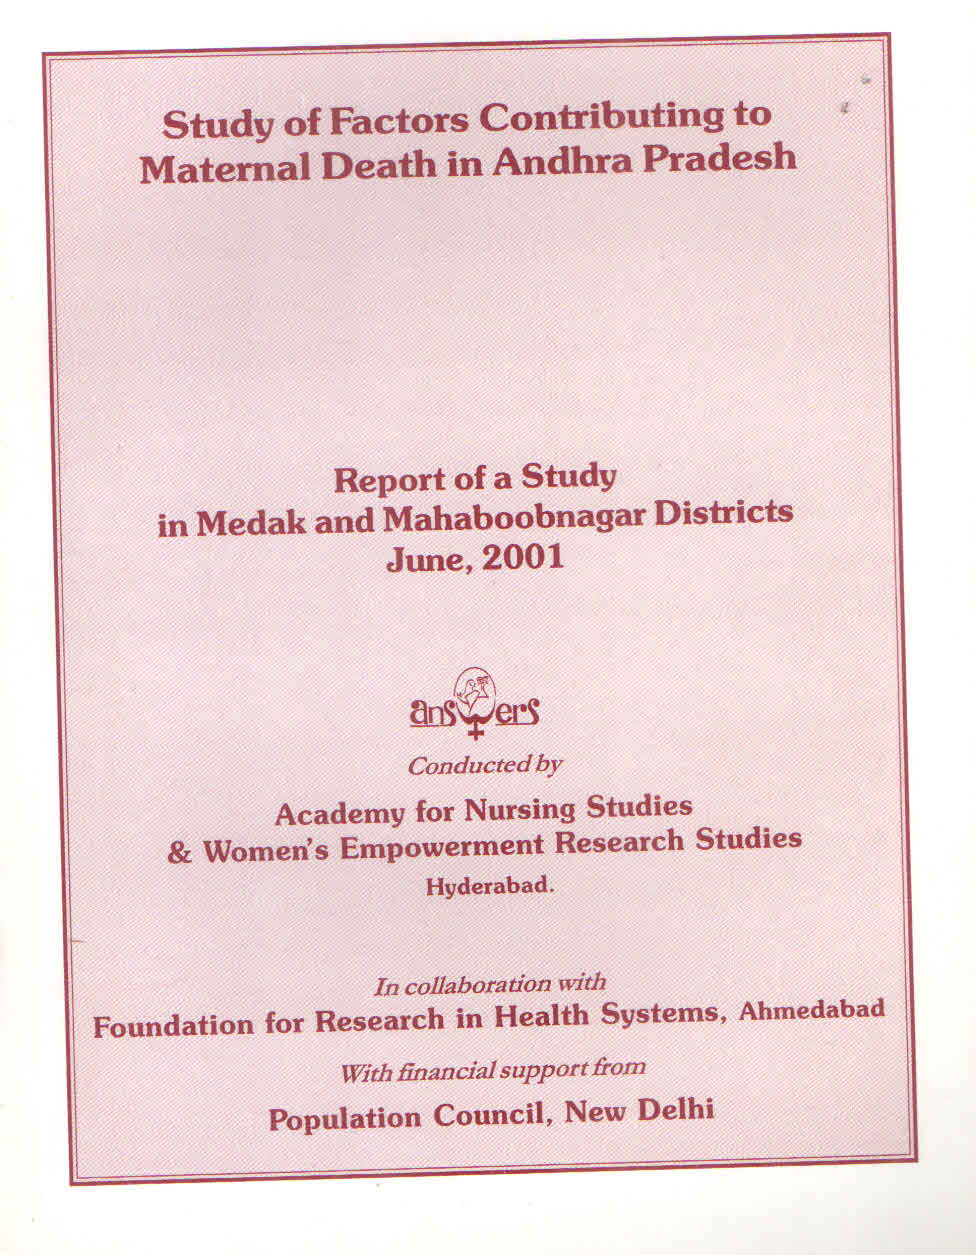 Study of Factors Contributing to
Maternal Death in Andhra Pradesh
Report of a Study
in Medak and Mahaboobnagar Districts
June, 2001
answers
Conducted by
Academy for Nursing Studies
& Women's Empowerment Research Studies
Hyderabad.
In collaboration with
Foundation for Research in Health Systems, Ahmedabad
With financial support from
Population Council, New Delhi